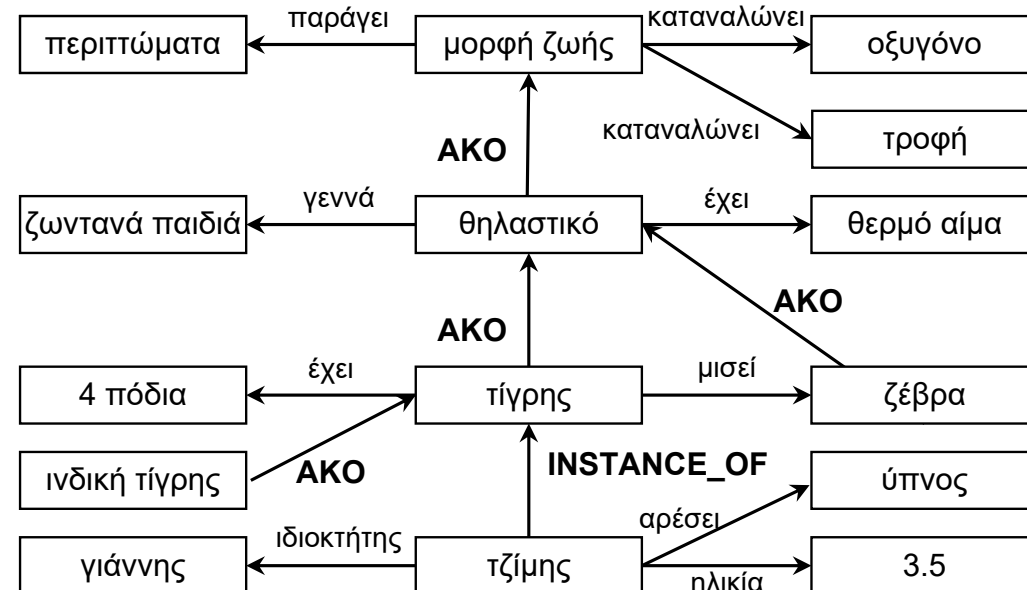 παράγει
καταναλώνει
περιττώματα
μορφή ζωής
οξυγόνο
καταναλώνει
τροφή
AKO
γεννά
έχει
ζωντανά παιδιά
θηλαστικό
θερμό αίμα
AKO
AKO
έχει
μισεί
4 πόδια
τίγρης
ζέβρα
ινδική τίγρης
AKO
INSTANCE_OF
ύπνος
αρέσει
ιδιοκτήτης
γιάννης
τζίμης
3.5
ηλικία